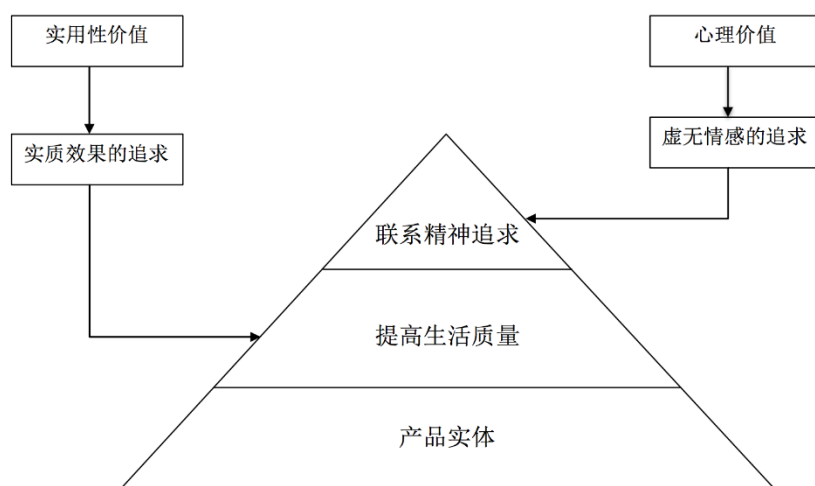 实用性价值
心理价值
实质效果的追求
虚无情感的追求
联系精神追求
提高生活质量
产品实体